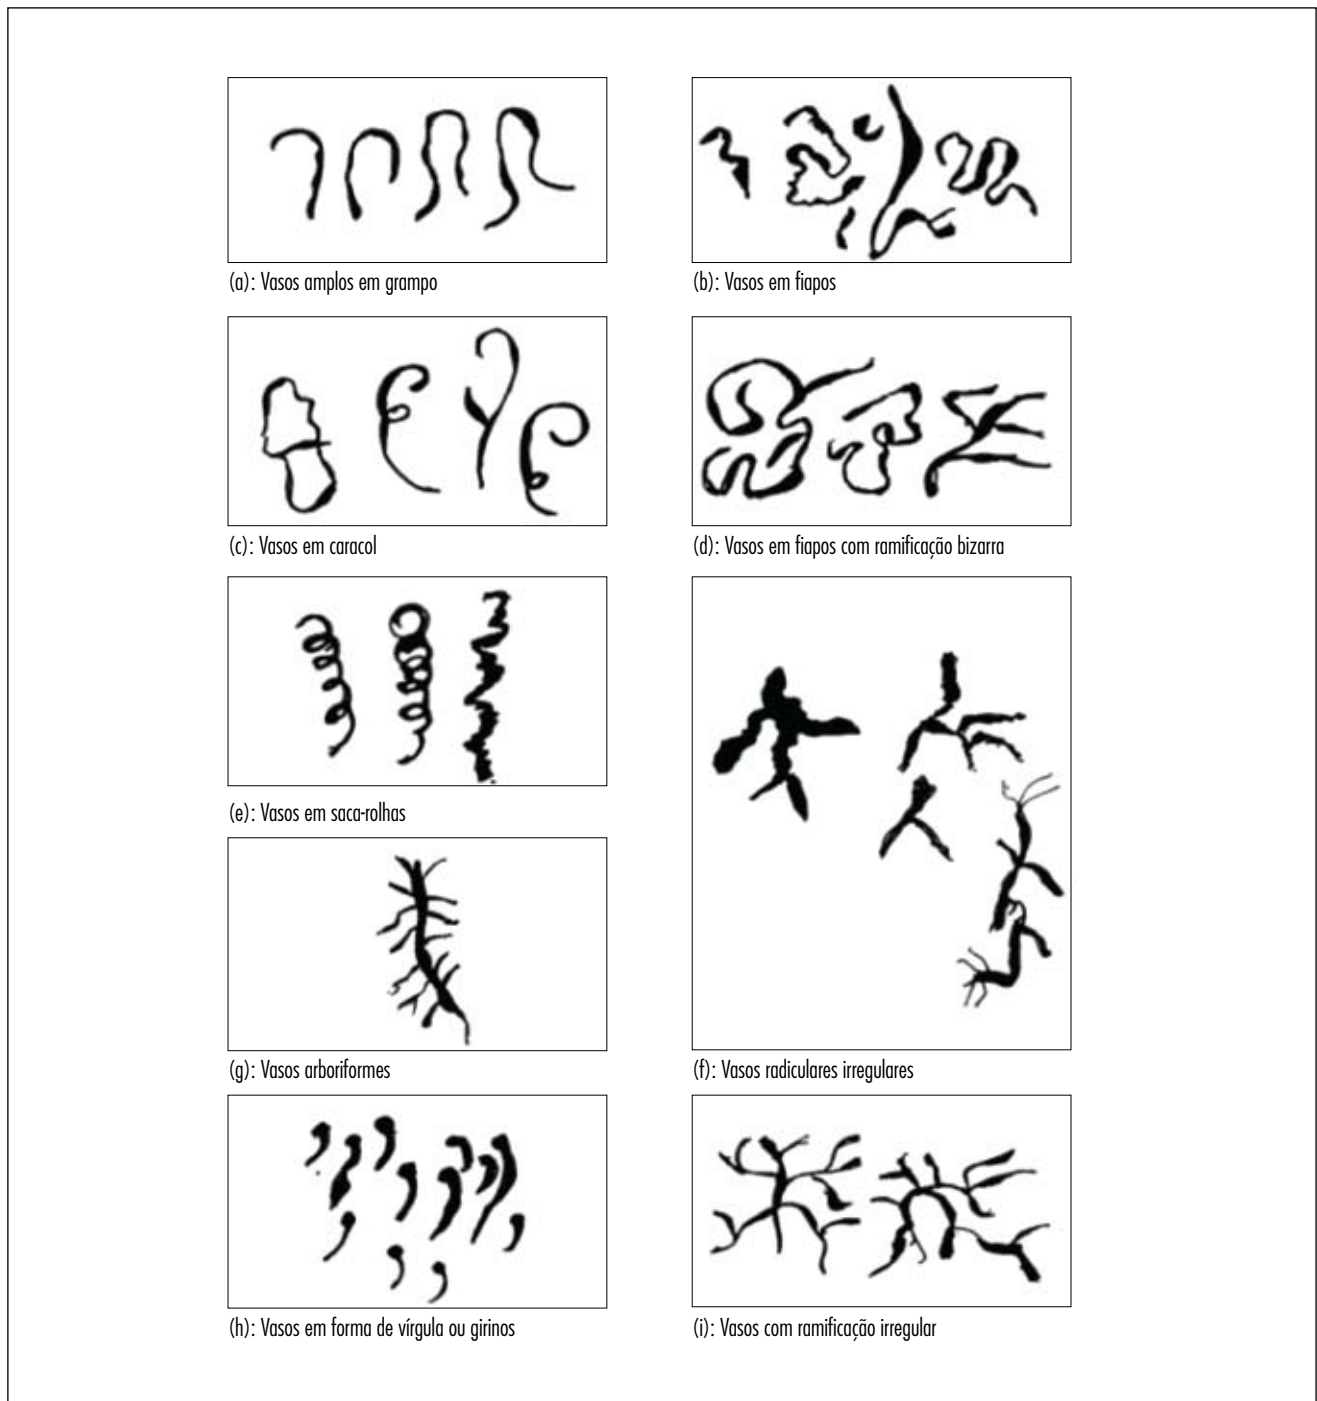 (a): Vasos amplos em grampo
(b): Vasos em fiapos
(c): Vasos em caracol
(d): Vasos em fiapos com ramificação bizarra
(e): Vasos em saca-rolhas
(g): Vasos arboriformes
(f): Vasos radiculares irregulares
(h): Vasos em forma de vírgula ou girinos
(i): Vasos com ramificação irregular